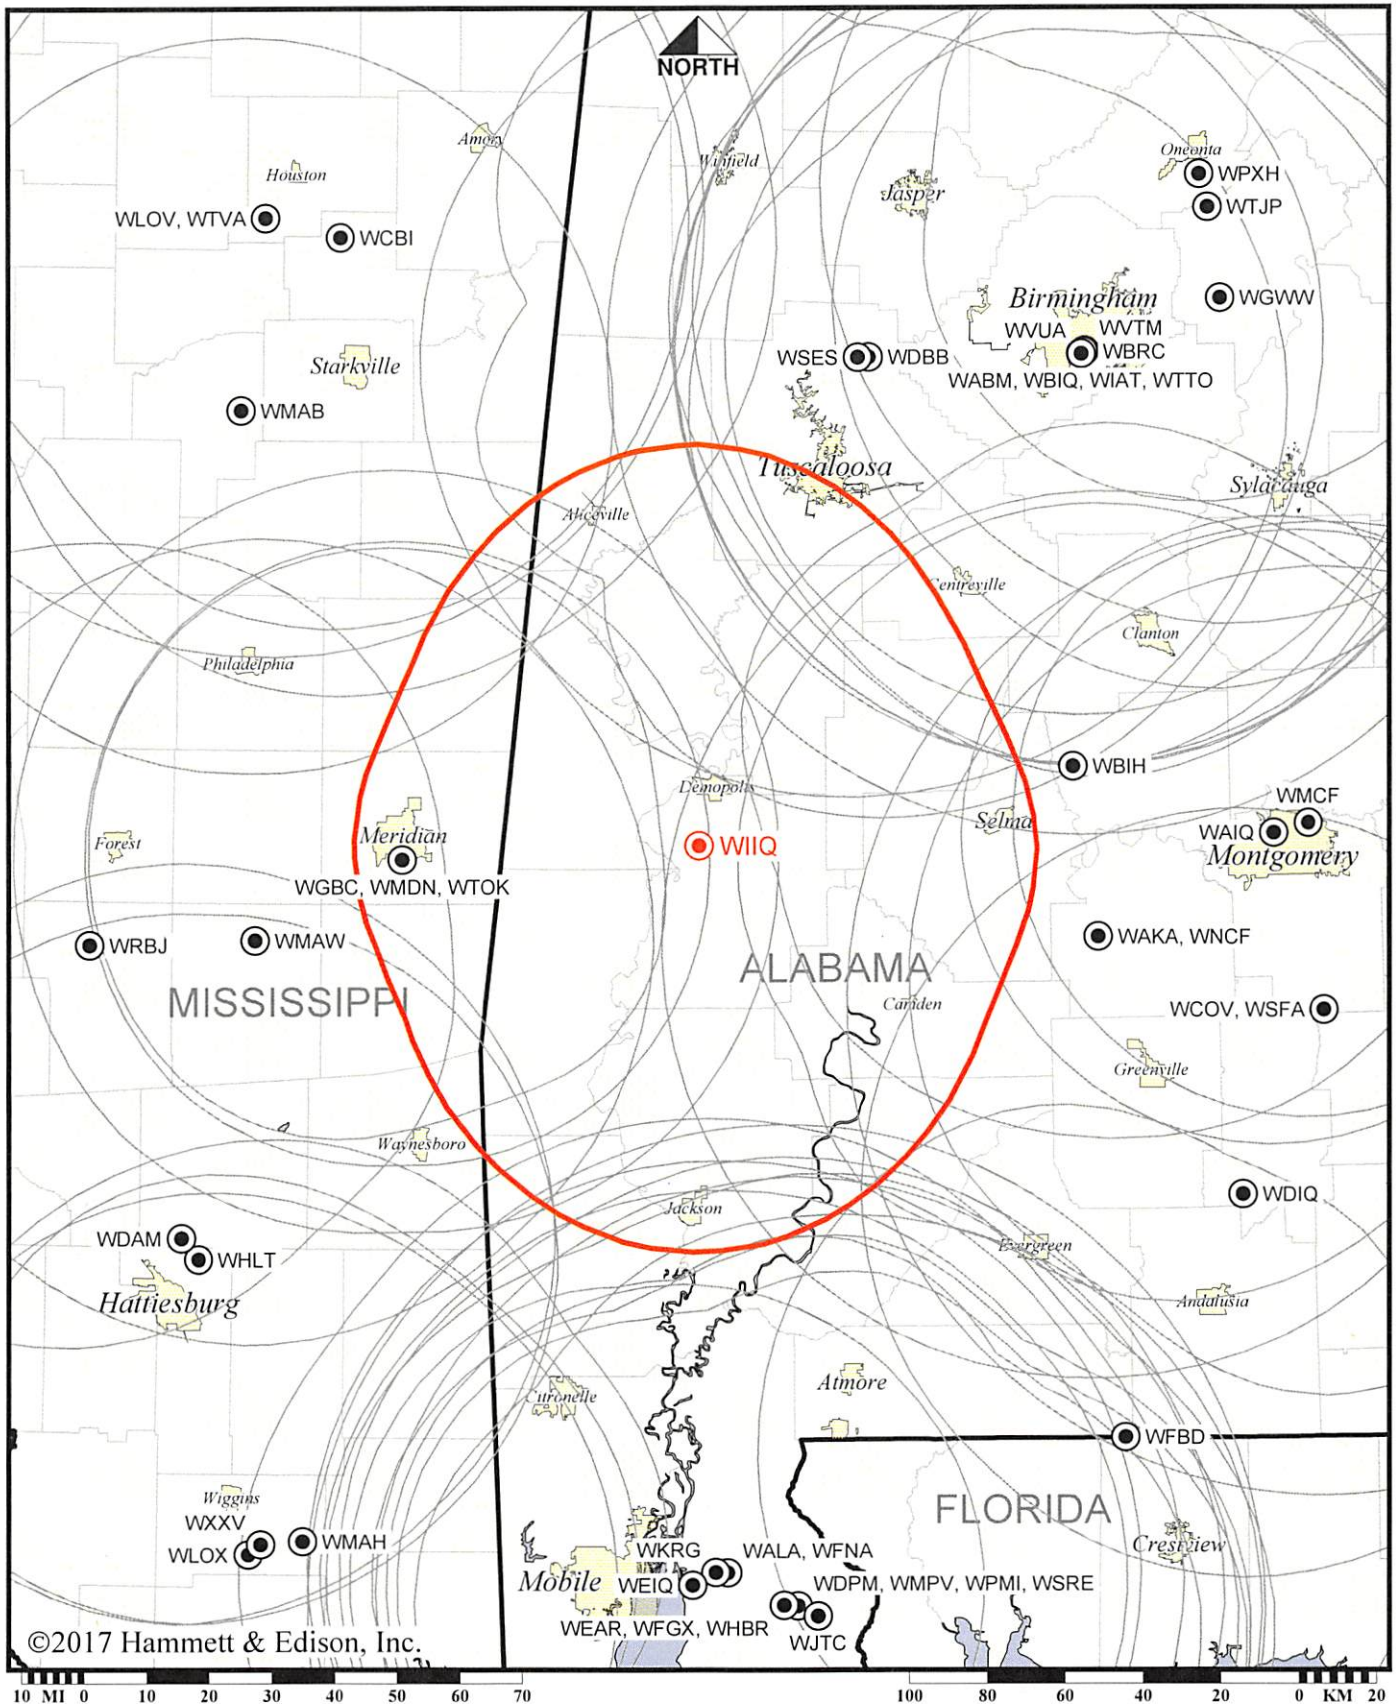 NORTH
Amory
Houston
Winfield
Oneonta
WPXH
Jasper
WTJP
WLOV, WTVA
WCBI
WGWW
Birmingham
WVUA
WVTM
WBRC
WABM, WBIQ, WIAT, WTTO
WSES
WDBB
Starkville
WMAB
Tuscaloosa
Sylacauga
Aliceville
Centreville
Clanton
Philadelphia
WBIH
Demopolis
WMCF
Selma
WAIQ
Montgomery
Forest
Meridian
WIIQ
WGBC, WMDN, WTOK
WRBJ
WMAW
WAKA, WNCF
ALABAMA
MISSISSIPPI
Camden
WCOV, WSFA
Greenville
Waynesboro
WDIQ
Jackson
WDAM
WHLT
Evergreen
Hattiesburg
Andalusia
Atmore
Citronelle
WFBD
Wiggins
FLORIDA
WXXV
WLOX
WMAH
Crestview
WKRG
WALA, WFNA
Mobile
WEIQ
WDPM, WMPV, WPMI, WSRE
WEAR, WFGX, WHBR
WJTC
©2017 Hammett & Edison, Inc.
10 MI 0 10 20 30 40 50 60 70
100 80 60 40 20 0 KM 20